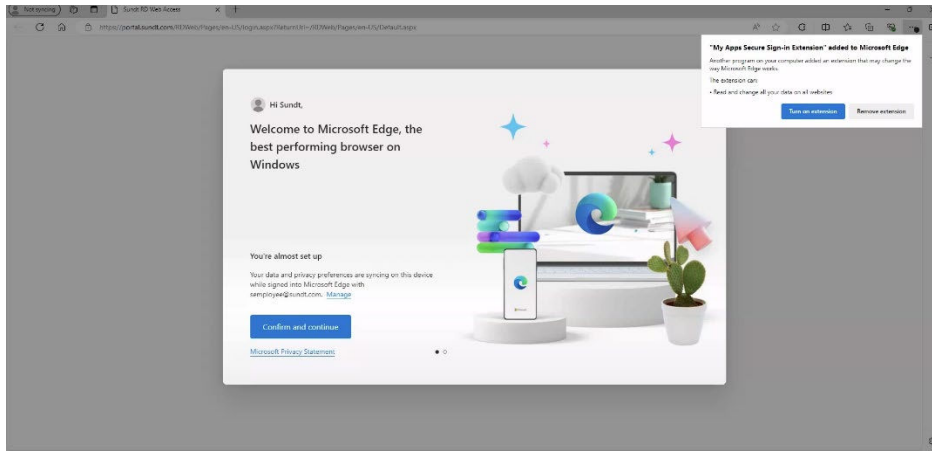 Not syncing
Sundt RD Web Access
https://portal.sundt.com/RDWeb/Pages/en-US/login.aspx?ReturnUrl=/RDWeb/Pages/en-US/Default.aspx
"My Apps Secure Sign-in Extension" added to Microsoft Edge
Another program on your computer added an extension that may change the
way Microsoft Edge works.
The extension can:
• Read and change all your data on all websites
Turn on extension
Remove extension
Hi Sundt,
Welcome to Microsoft Edge, the
best performing browser on
Windows
You're almost set up
Your data and privacy preferences are syncing on this device
while signed into Microsoft Edge with
semployee@sundt.com. Manage
Confirm and continue
Microsoft Privacy Statement